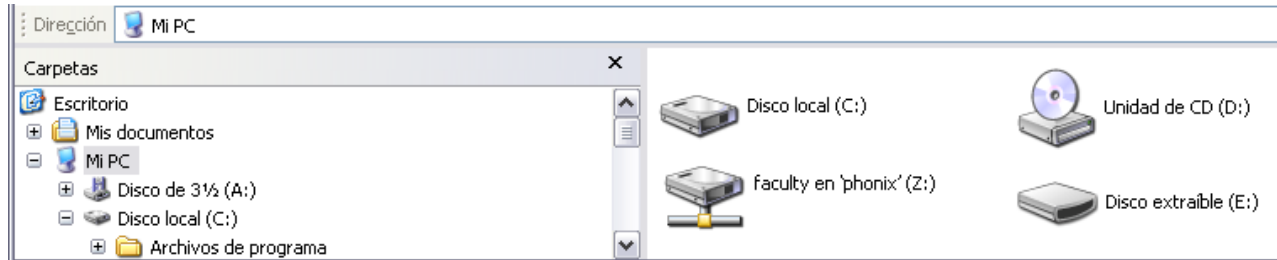 Dirección Mi PC
Carpetas
Escritorio
Mis documentos
Mi PC
Disco de 3½ (A:)
Disco local (C:)
Archivos de programa
Disco local (C:)
Unidad de CD (D:)
faculty en 'phonix' (Z:)
Disco extraíble (E:)